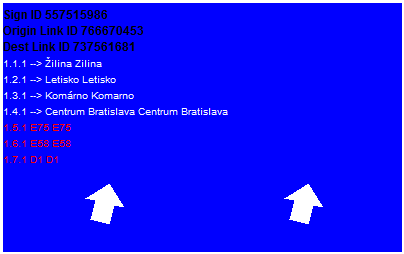 Sign ID 557515986
Origin Link ID 766670453
Dest Link ID 737561681
1.1.1 --> Žilina Zilina
1.2.1 --> Letisko Letisko
1.3.1 --> Komárno Komarno
1.4.1 --> Centrum Bratislava Centrum Bratislava
1.5.1 E75 E75
1.6.1 E58 E58
1.7.1 D1 D1